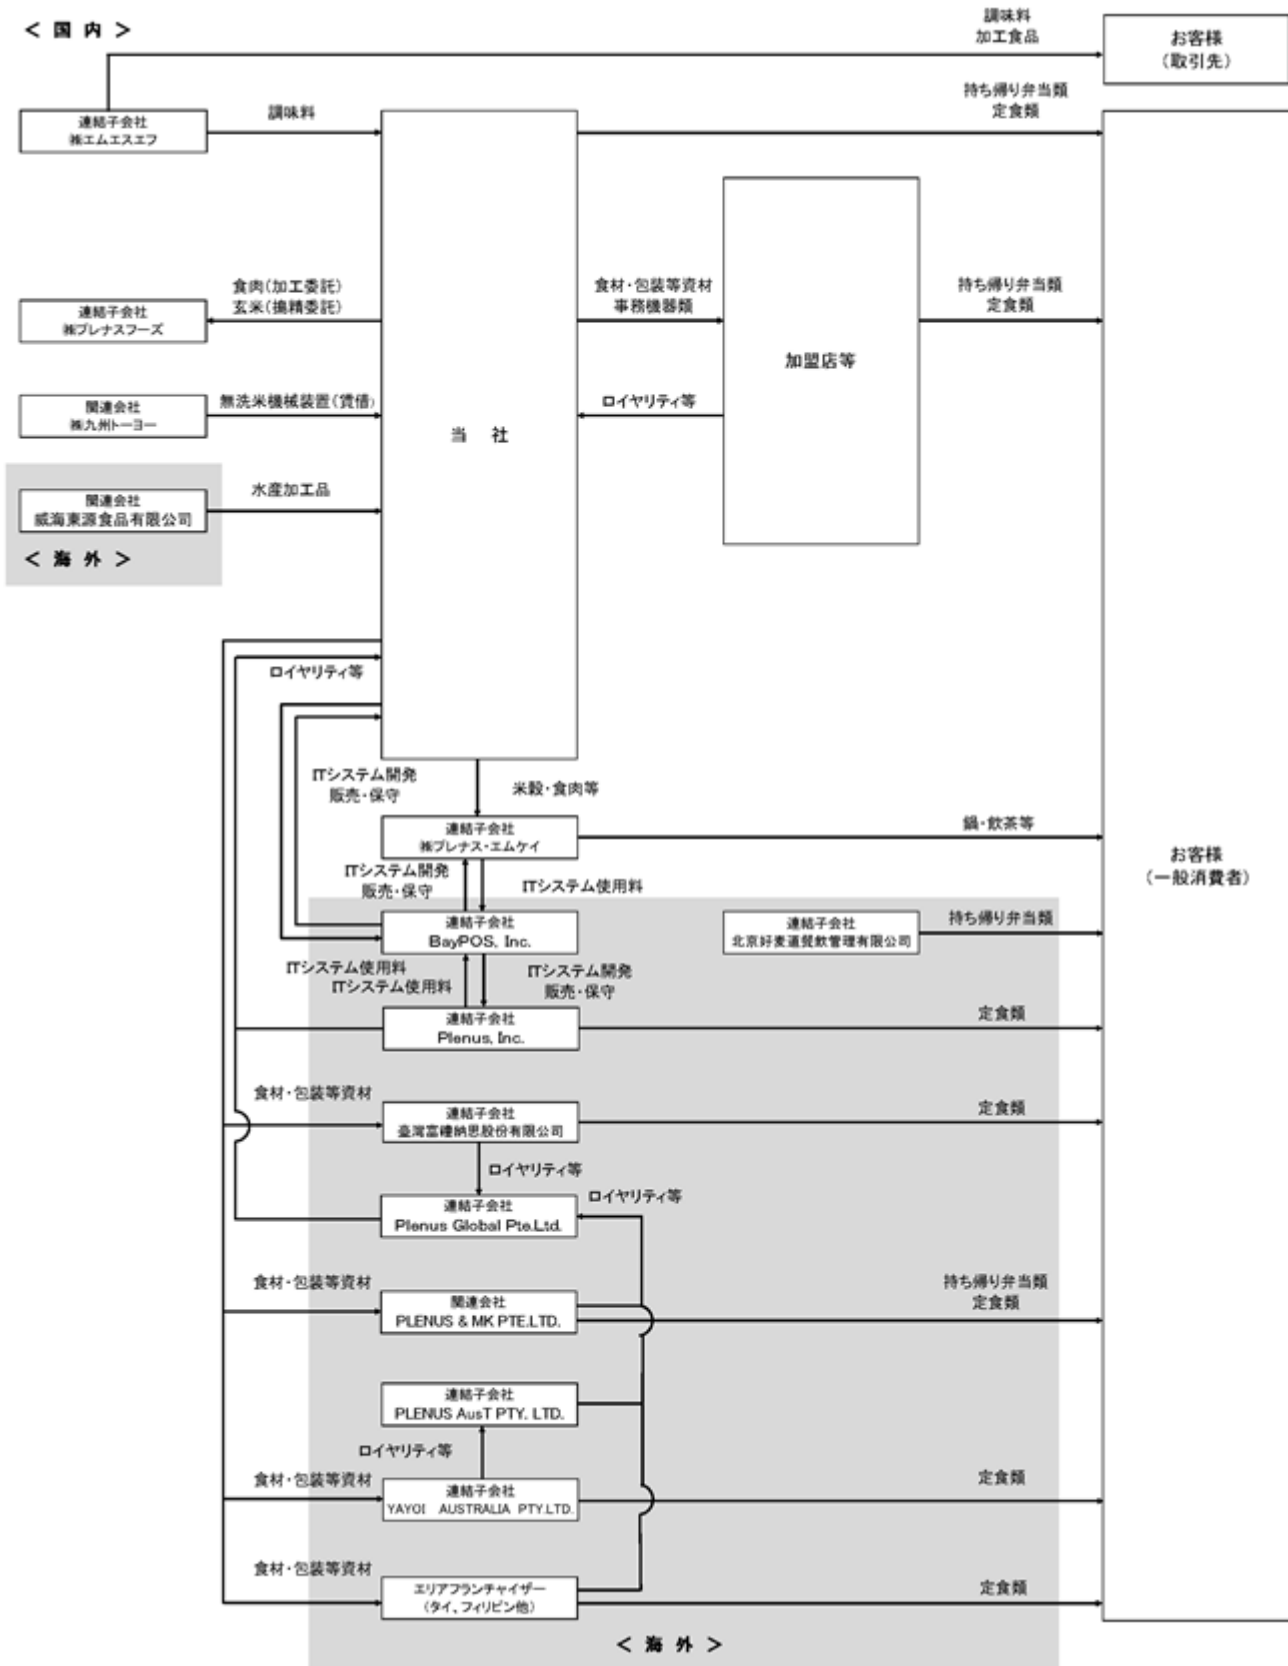 ＜ 国 内 ＞
調味料
加工食品
お客様
（取引先）
連結子会社
㈱エムエスエフ
調味料
持ち帰り弁当類
定食類
食肉（加工委託）
玄米（搗精委託）
連結子会社
㈱プレナスフーズ
食材・包装等資材
事務機器類
持ち帰り弁当類
定食類
加盟店等
関連会社
㈱九州トーヨー
無洗米機械装置（賃借）
ロイヤリティ等
当 社
関連会社
威海東源食品有限公司
水産加工品
＜ 海 外 ＞
ロイヤリティ等
ITシステム開発
販売・保守
米穀・食肉等
連結子会社
㈱プレナス・エムケイ
鍋・飲茶等
お客様
（一般消費者）
ITシステム開発
販売・保守
ITシステム使用料
連結子会社
BayPOS, Inc.
連結子会社
北京好麦道餐飲管理有限公司
持ち帰り弁当類
ITシステム使用料
ITシステム使用料
ITシステム開発
販売・保守
連結子会社
Plenus, Inc.
定食類
食材・包装等資材
連結子会社
臺灣富禮納思股份有限公司
定食類
ロイヤリティ等
連結子会社
Plenus Global Pte.Ltd.
ロイヤリティ等
食材・包装等資材
関連会社
PLENUS & MK PTE.LTD.
持ち帰り弁当類
定食類
連結子会社
PLENUS AusT PTY. LTD.
ロイヤリティ等
食材・包装等資材
連結子会社
YAYOI AUSTRALIA PTY.LTD.
定食類
食材・包装等資材
エリアフランチャイザー
（タイ、フィリピン他）
定食類
＜ 海 外 ＞